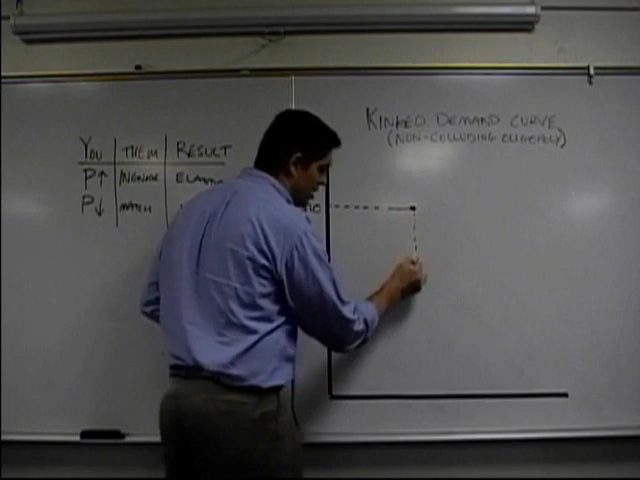 KINKED DEMAND CURVE
(NON-COLLUDING OLIGOPOLY)
YOU THEM RESULT
P↑ IGNORE ELASTIC
P↓ MATCH